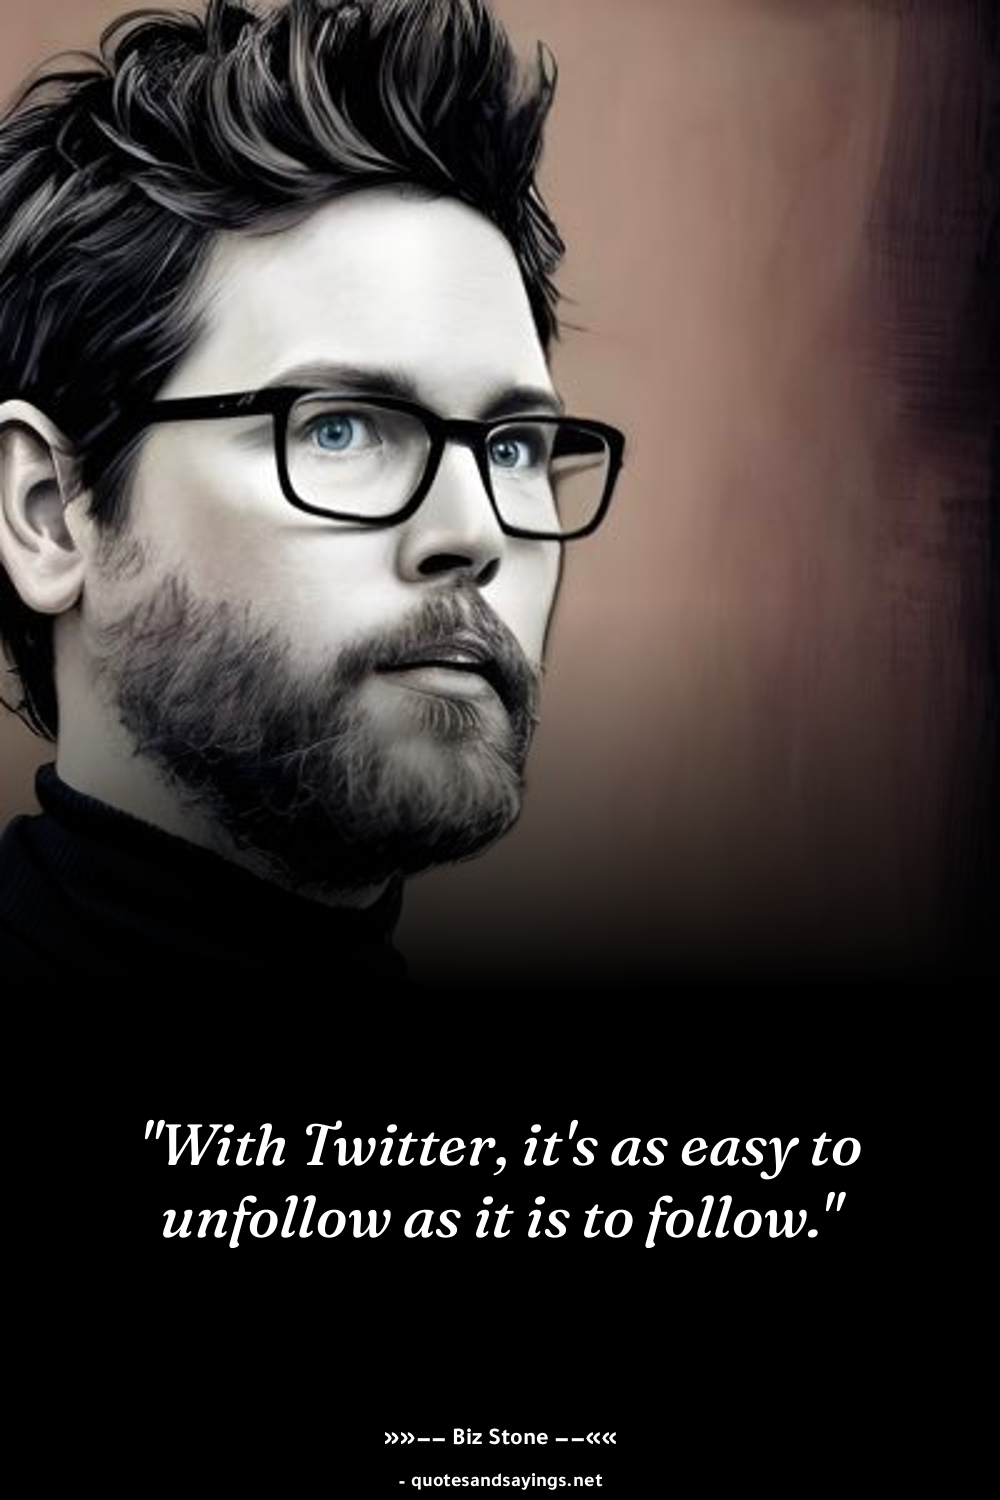 "With Twitter, it's as easy to
unfollow as it is to follow."
»»–– Biz Stone ––««
- quotesandsayings.net